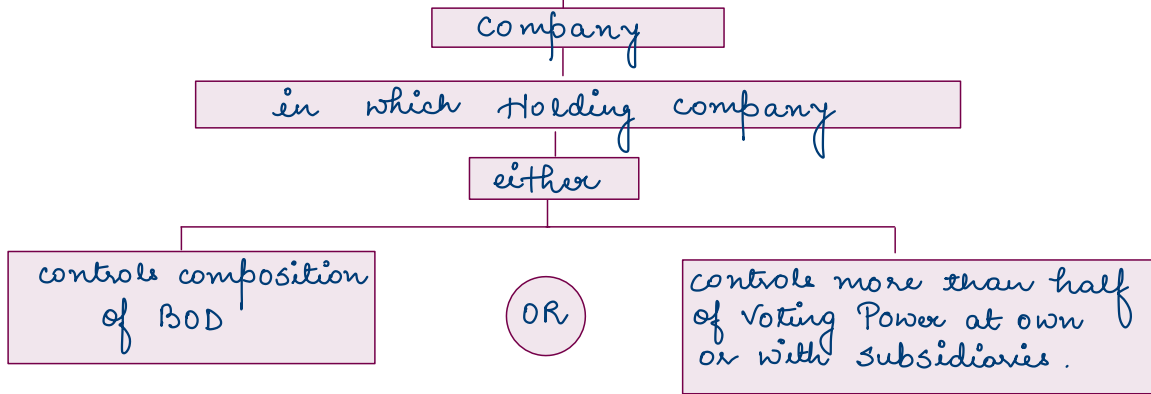 Company
in which Holding company
either
controls composition
of BOD
OR
controls more than half
of Voting Power at own
or with subsidiaries.